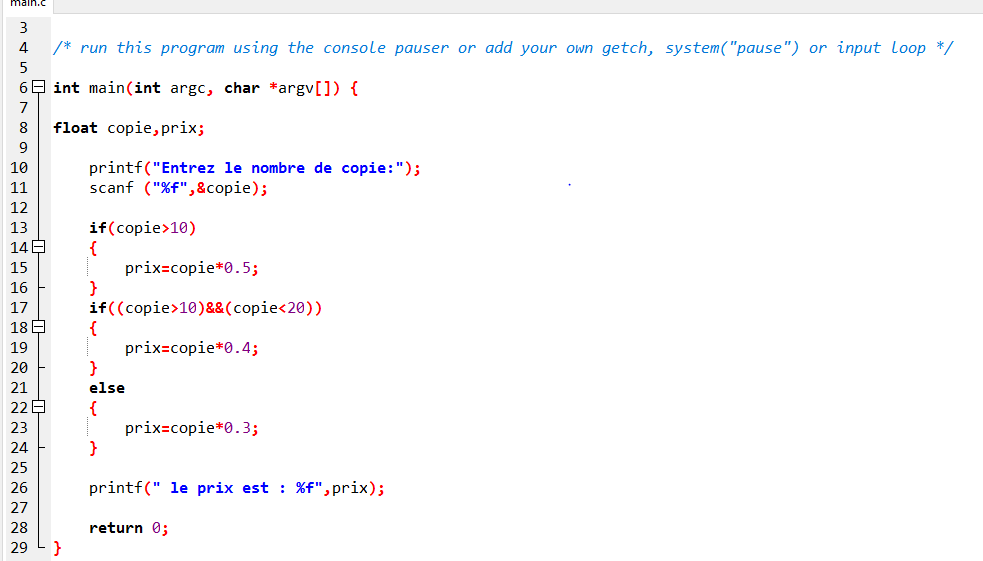 main.c
3
4 /* run this program using the console pauser or add your own getch, system("pause") or input loop */
5
6 int main(int argc, char *argv[]) {
7
8 float copie,prix;
9
10 printf("Entrez le nombre de copie:");
11 scanf ("%f",&copie);
12
13 if(copie>10)
14 {
15 prix=copie*0.5;
16 }
17 if((copie>10)&&(copie<20))
18 {
19 prix=copie*0.4;
20 }
21 else
22 {
23 prix=copie*0.3;
24 }
25
26 printf(" le prix est : %f",prix);
27
28 return 0;
29 }